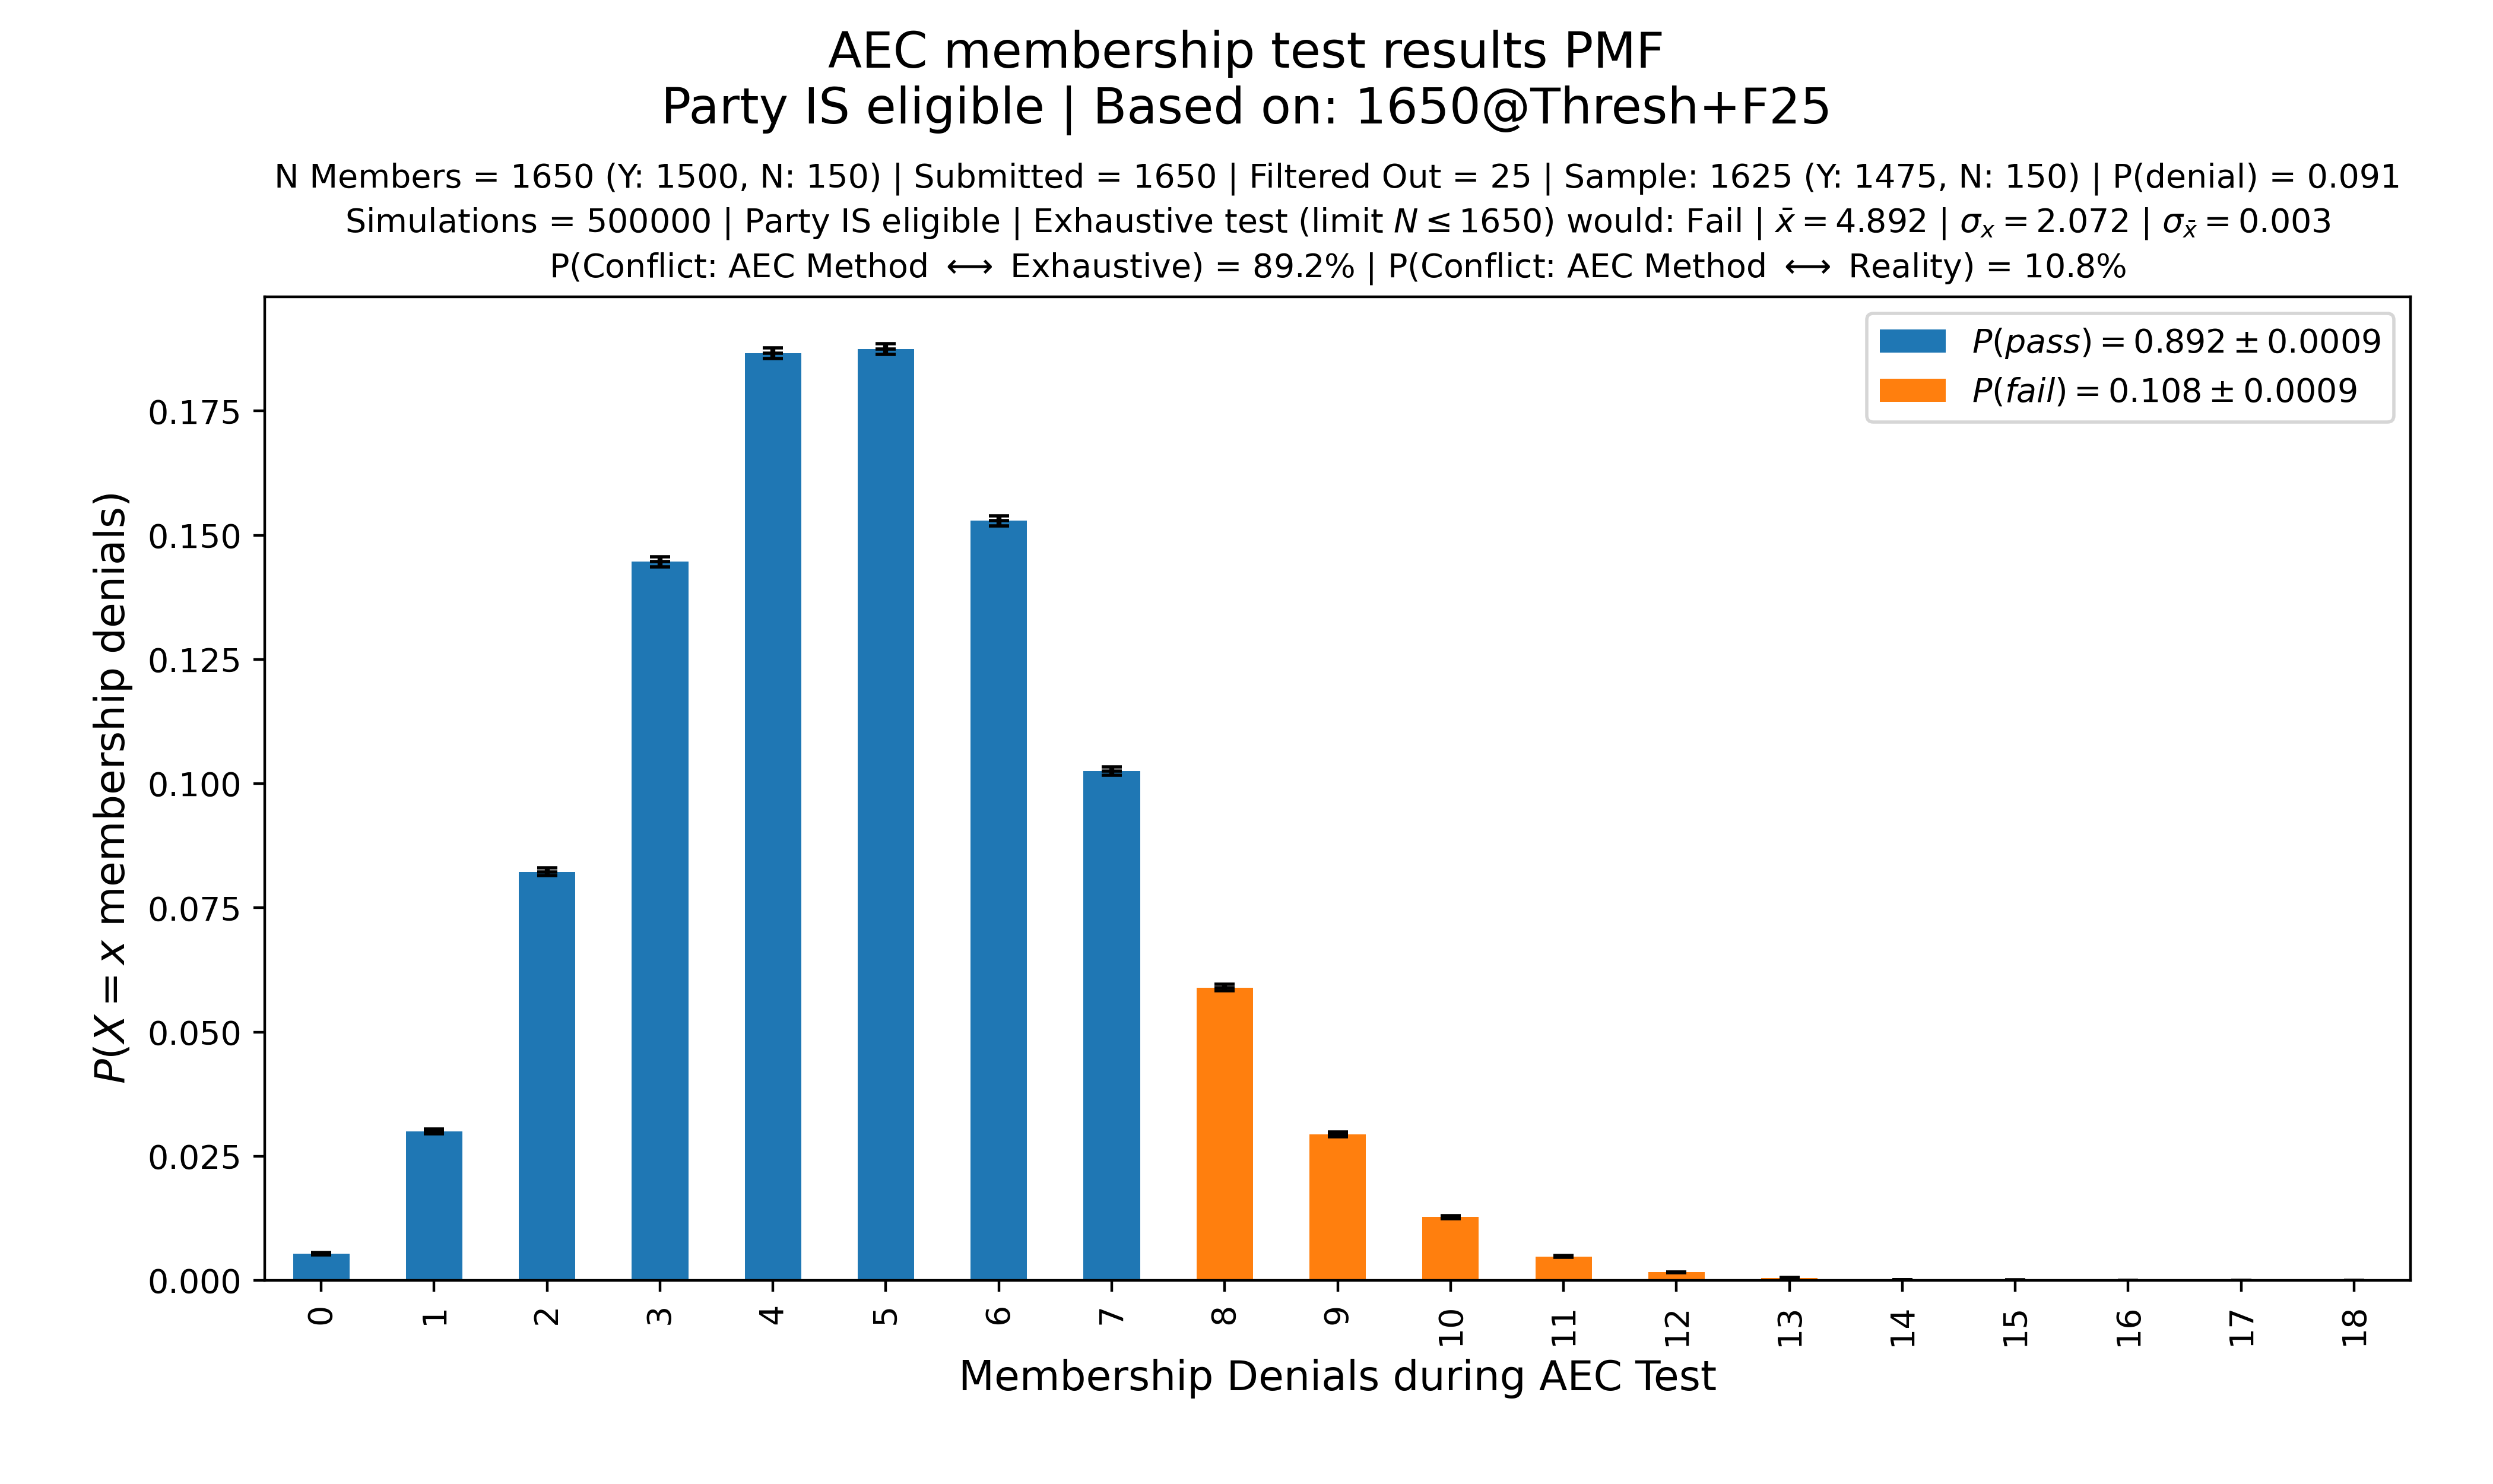 AEC membership test results PMF
Party IS eligible | Based on: 1650@Thresh+F25
N Members = 1650 (Y: 1500, N: 150) | Submitted = 1650 | Filtered Out = 25 | Sample: 1625 (Y: 1475, N: 150) | P(denial) = 0.091
Simulations = 500000 | Party IS eligible | Exhaustive test (limit N ≤ 1650) would: Fail | x̄ = 4.892 | σₓ = 2.072 | σ_x̄ = 0.003
P(Conflict: AEC Method ⟷ Exhaustive) = 89.2% | P(Conflict: AEC Method ⟷ Reality) = 10.8%
P(pass) = 0.892 ± 0.0009
P(fail) = 0.108 ± 0.0009
P(X = x membership denials)
0.175
0.150
0.125
0.100
0.075
0.050
0.025
0.000
0 1 2 3 4 5 6 7 8 9 10 11 12 13 14 15 16 17 18
Membership Denials during AEC Test